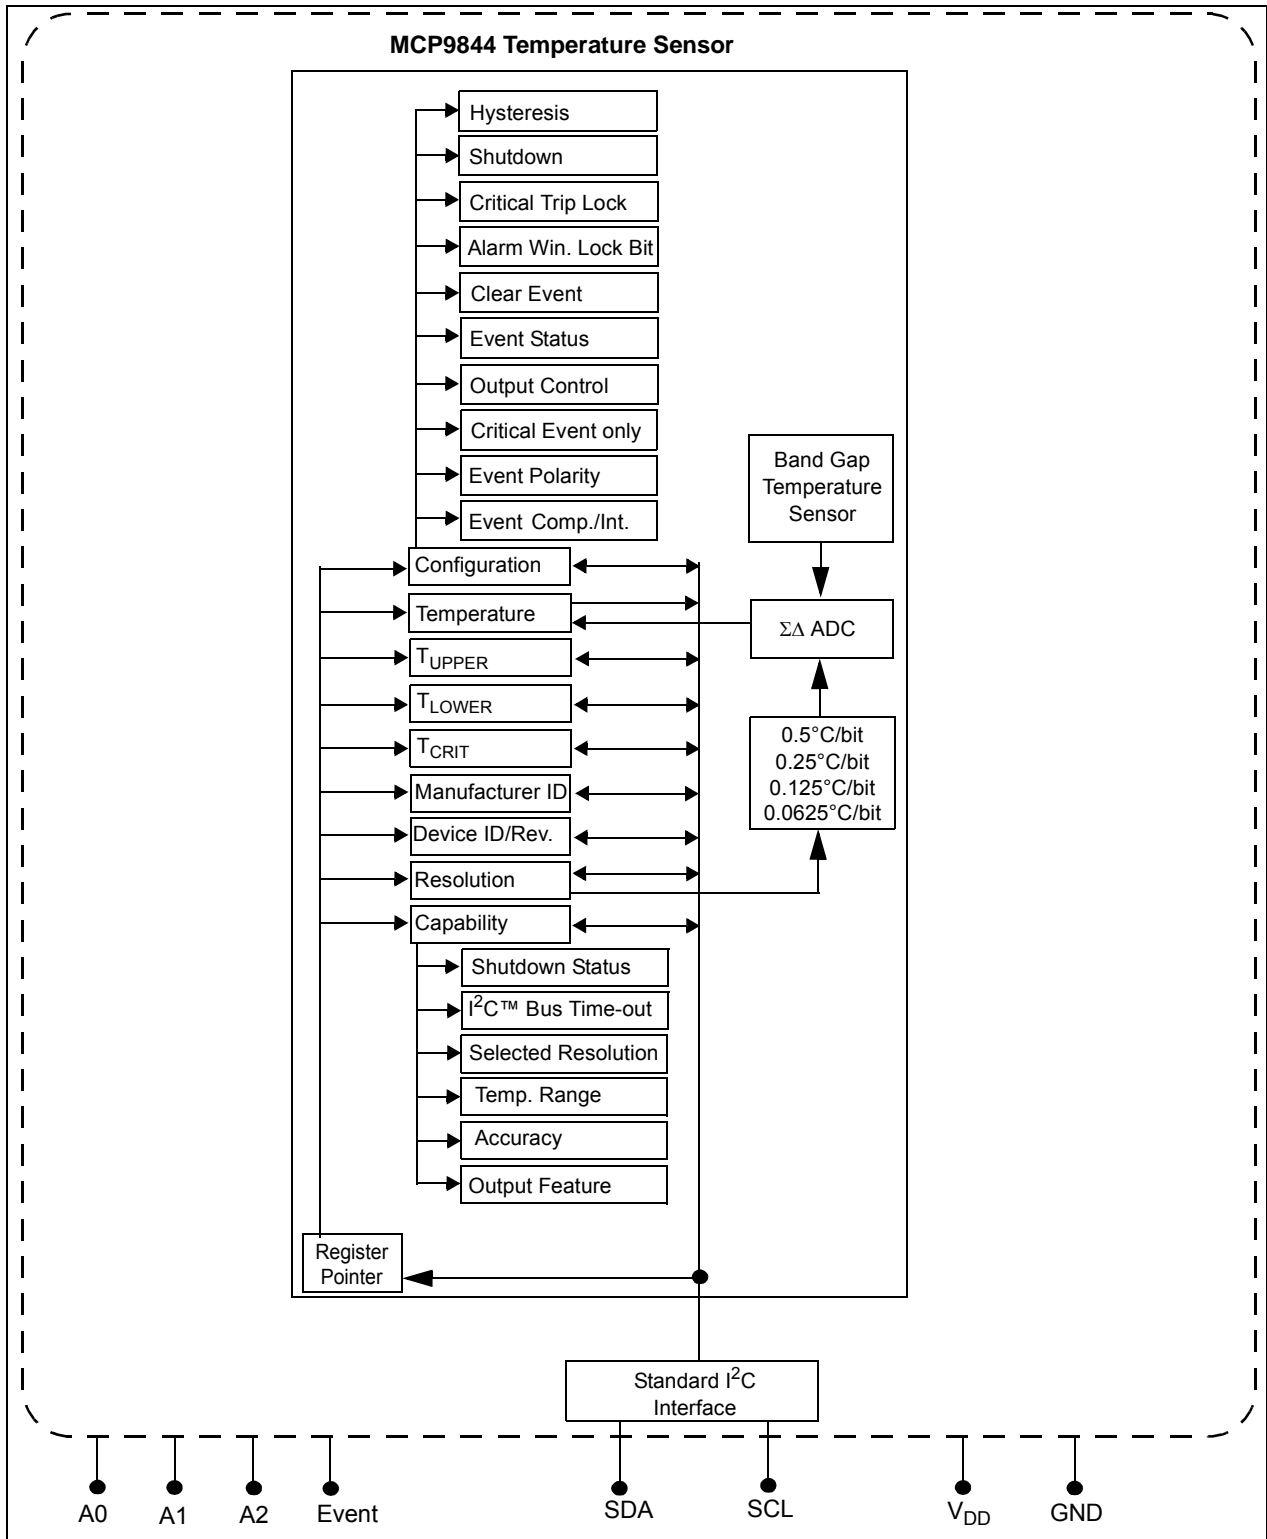 MCP9844 Temperature Sensor
Hysteresis
Shutdown
Critical Trip Lock
Alarm Win. Lock Bit
Clear Event
Event Status
Output Control
Critical Event only
Event Polarity
Event Comp./Int.
Configuration
Temperature
TUPPER
TLOWER
TCRIT
Manufacturer ID
Device ID/Rev.
Resolution
Capability
Shutdown Status
I²C™ Bus Time-out
Selected Resolution
Temp. Range
Accuracy
Output Feature
Register
Pointer
Band Gap
Temperature
Sensor
ΣΔ ADC
0.5°C/bit
0.25°C/bit
0.125°C/bit
0.0625°C/bit
Standard I²C
Interface
A0
A1
A2
Event
SDA
SCL
VDD
GND